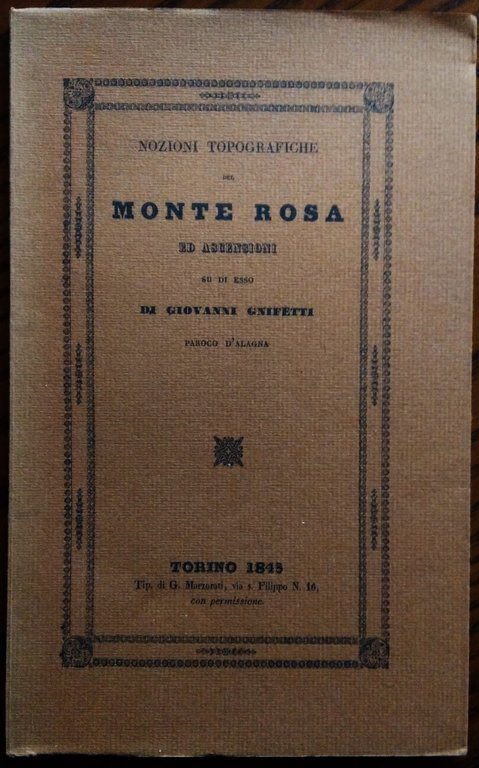 NOZIONI TOPOGRAFICHE
DEL
MONTE ROSA
ED ASCENSIONI
SU DI ESSO
DI GIOVANNI GNIFETTI
PAROCO D'ALAGNA
TORINO 1845
Tip. di G. Marzorati, via s. Filippo N. 16,
con permissione.